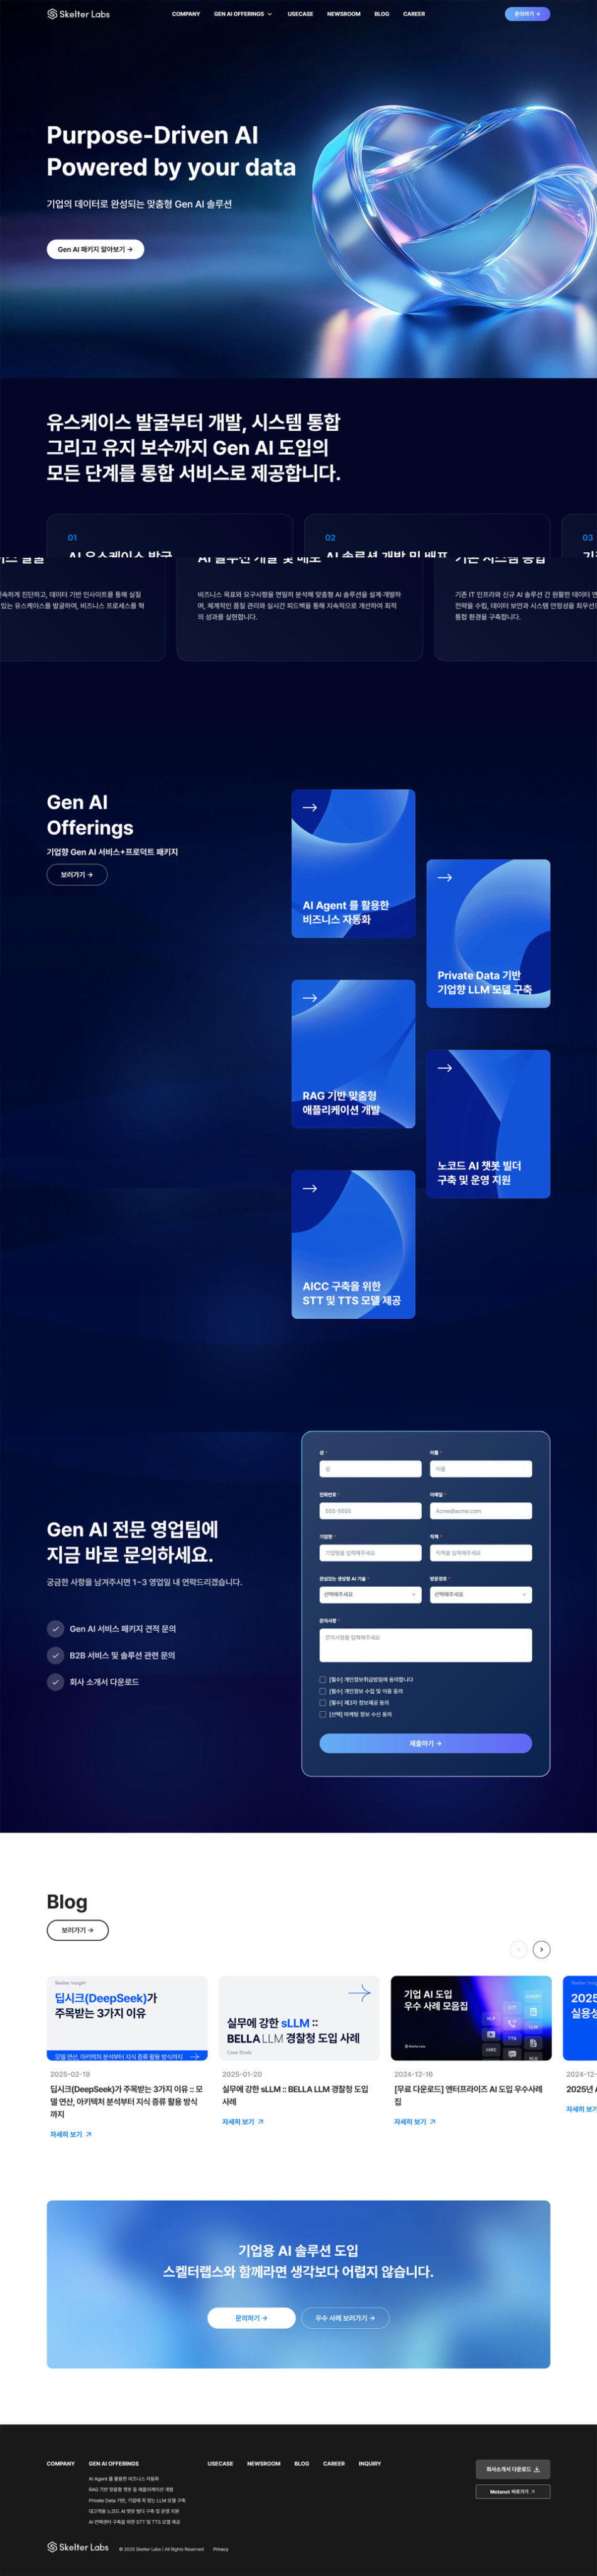 Skelter Labs
COMPANY
GEN AI OFFERINGS
USECASE
NEWSROOM
BLOG
CAREER
문의하기 →
Purpose-Driven AI
Powered by your data
기업의 데이터로 완성되는 맞춤형 Gen AI 솔루션
Gen AI 패키지 알아보기 →
유스케이스 발굴부터 개발, 시스템 통합
그리고 유지 보수까지 Gen AI 도입의
모든 단계를 통합 서비스로 제공합니다.
01
02
03
AI 유스케이스 발굴
AI 솔루션 개발 및 배포
AI 솔루션 개발 및 배포
기존 시스템 통합
속하게 진단하고, 데이터 기반 인사이트를 통해 실질
있는 유스케이스를 발굴하여, 비즈니스 프로세스를 혁
비즈니스 목표와 요구사항을 면밀히 분석해 맞춤형 AI 솔루션을 설계·개발하
며, 체계적인 품질 관리와 실시간 피드백을 통해 지속적으로 개선하여 최적
의 성과를 실현합니다.
기존 IT 인프라와 신규 AI 솔루션 간 원활한 데이터 연
전략을 수립, 데이터 보안과 시스템 안정성을 최우선으
통합 환경을 구축합니다.
Gen AI
Offerings
기업향 Gen AI 서비스+프로덕트 패키지
보러가기 →
AI Agent 를 활용한
비즈니스 자동화
Private Data 기반
기업향 LLM 모델 구축
RAG 기반 맞춤형
애플리케이션 개발
노코드 AI 챗봇 빌더
구축 및 운영 지원
AICC 구축을 위한
STT 및 TTS 모델 제공
Gen AI 전문 영업팀에
지금 바로 문의하세요.
궁금한 사항을 남겨주시면 1~3 영업일 내 연락드리겠습니다.
Gen AI 서비스 패키지 견적 문의
B2B 서비스 및 솔루션 관련 문의
회사 소개서 다운로드
성 *
이름 *
성
이름
전화번호 *
이메일 *
555-5555
Acme@acme.com
기업명 *
직책 *
기업명을 입력해주세요
직책을 입력해주세요
관심있는 생성형 AI 기술 *
방문경로 *
선택해주세요
선택해주세요
문의사항 *
문의사항을 입력해주세요
[필수] 개인정보취급방침에 동의합니다
[필수] 개인정보 수집 및 이용 동의
[필수] 제3자 정보제공 동의
[선택] 마케팅 정보 수신 동의
제출하기 →
Blog
보러가기 →
Skelter Insight
딥시크(DeepSeek)가
주목받는 3가지 이유
모델 연산, 아키텍처 분석부터 지식 증류 활용 방식까지
2025-02-19
딥시크(DeepSeek)가 주목받는 3가지 이유 :: 모
델 연산, 아키텍처 분석부터 지식 증류 활용 방식
까지
자세히 보기
실무에 강한 sLLM ::
BELLA LLM 경찰청 도입 사례
Case Study
2025-01-20
실무에 강한 sLLM :: BELLA LLM 경찰청 도입
사례
자세히 보기
기업 AI 도입
우수 사례 모음집
Skelter Labs
AGENT
STT
NLP
LLM
TTS
MRC
2024-12-16
[무료 다운로드] 엔터프라이즈 AI 도입 우수사례
집
자세히 보기
Skelter In
2025
실용성
2024-12-
2025년 A
자세히 보기
기업용 AI 솔루션 도입
스켈터랩스와 함께라면 생각보다 어렵지 않습니다.
문의하기 →
우수 사례 보러가기 →
COMPANY
GEN AI OFFERINGS
AI Agent 를 활용한 비즈니스 자동화
RAG 기반 맞춤형 챗봇 등 애플리케이션 개발
Private Data 기반, 기업에 꼭 맞는 LLM 모델 구축
대고객용 노코드 AI 챗봇 빌더 구축 및 운영 지원
AI 컨택센터 구축을 위한 STT 및 TTS 모델 제공
USECASE
NEWSROOM
BLOG
CAREER
INQUIRY
회사소개서 다운로드
Metanet 바로가기
Skelter Labs
© 2025 Skelter Labs | All Rights Reserved
Privacy